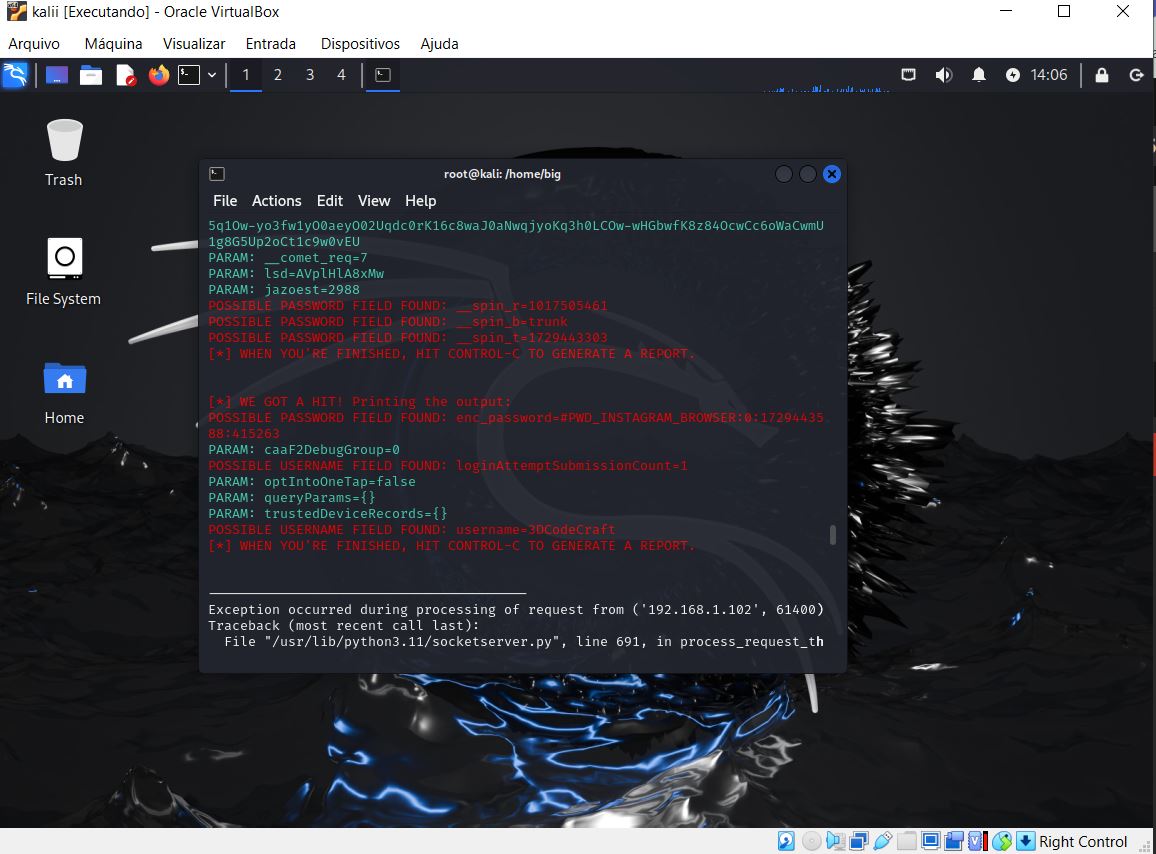 kalii [Executando] - Oracle VirtualBox
Arquivo Máquina Visualizar Entrada Dispositivos Ajuda
1 2 3 4 14:06
Trash
File System
Home
root@kali: /home/big
File Actions Edit View Help
5q1Ow-yo3fw1yO0aeyO02Uqdc0rK16c8waJ0aNwqjyoKq3h0LCOw-wHGbwfK8z84OcwCc6oWaCwmU
1g8G5Up2oCt1c9w0vEU
PARAM: __comet_req=7
PARAM: lsd=AVplHlA8xMw
PARAM: jazoest=2988
POSSIBLE PASSWORD FIELD FOUND: __spin_r=1017505461
POSSIBLE PASSWORD FIELD FOUND: __spin_b=trunk
POSSIBLE PASSWORD FIELD FOUND: __spin_t=1729443303
[*] WHEN YOU'RE FINISHED, HIT CONTROL-C TO GENERATE A REPORT.
[*] WE GOT A HIT! Printing the output:
POSSIBLE PASSWORD FIELD FOUND: enc_password=#PWD_INSTAGRAM_BROWSER:0:17294435
88:415263
PARAM: caaF2DebugGroup=0
POSSIBLE USERNAME FIELD FOUND: loginAttemptSubmissionCount=1
PARAM: optIntoOneTap=false
PARAM: queryParams={}
PARAM: trustedDeviceRecords={}
POSSIBLE USERNAME FIELD FOUND: username=3DCodeCraft
[*] WHEN YOU'RE FINISHED, HIT CONTROL-C TO GENERATE A REPORT.
Exception occurred during processing of request from ('192.168.1.102', 61400)
Traceback (most recent call last):
File "/usr/lib/python3.11/socketserver.py", line 691, in process_request_th
Right Control